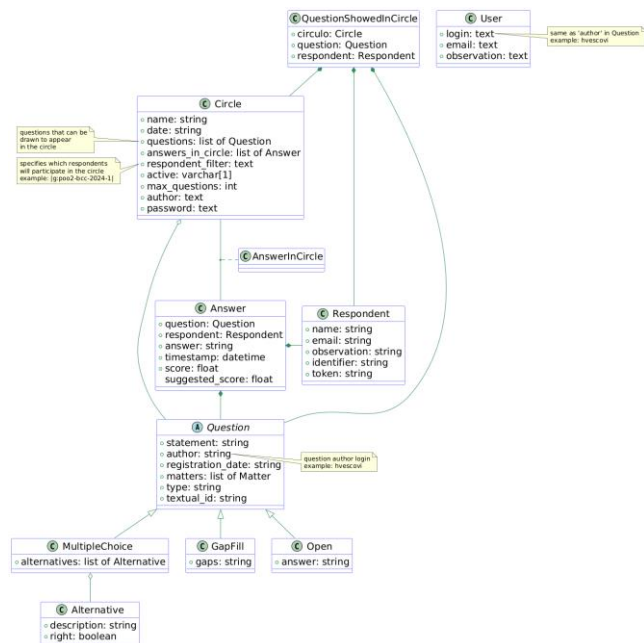 QuestionShowedInCircle
circulo: Circle
question: Question
respondent: Respondent
User
login: text
email: text
observation: text
same as 'author' in Question
example: hvescovi
Circle
name: string
date: string
questions: list of Question
answers_in_circle: list of Answer
respondent_filter: text
active: varchar[1]
max_questions: int
author: text
password: text
questions that can be
drawn to appear
in the circle
specifies which respondents
will participate in the circle
example: |g:poo2-bcc-2024-1|
AnswerInCircle
Answer
question: Question
respondent: Respondent
answer: string
timestamp: datetime
score: float
suggested_score: float
Respondent
name: string
email: string
observation: string
identifier: string
token: string
Question
statement: string
author: string
registration_date: string
matters: list of Matter
type: string
textual_id: string
question author login
example: hvescovi
MultipleChoice
alternatives: list of Alternative
GapFill
gaps: string
Open
answer: string
Alternative
description: string
right: boolean